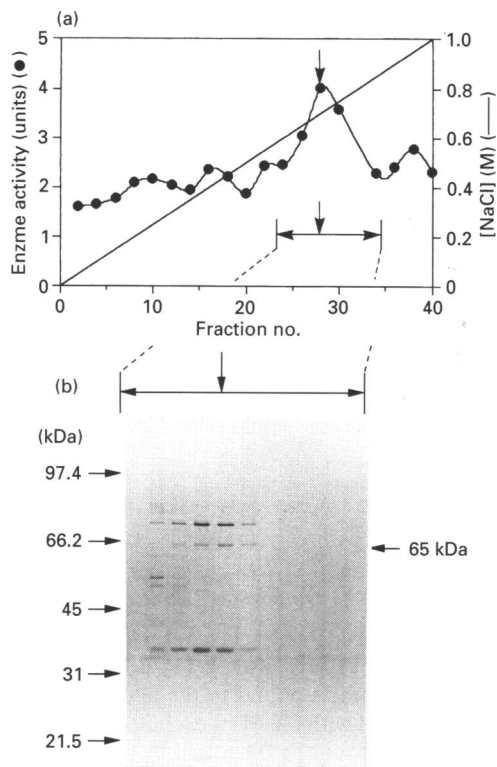 (a)
Enzme activity (units) (●)
5
4
3
2
1
0
1.0
0.8
0.6
0.4
0.2
0
[NaCl] (M) (——)
0 10 20 30 40
Fraction no.
(b)
(kDa)
97.4
66.2
45
31
21.5
65 kDa